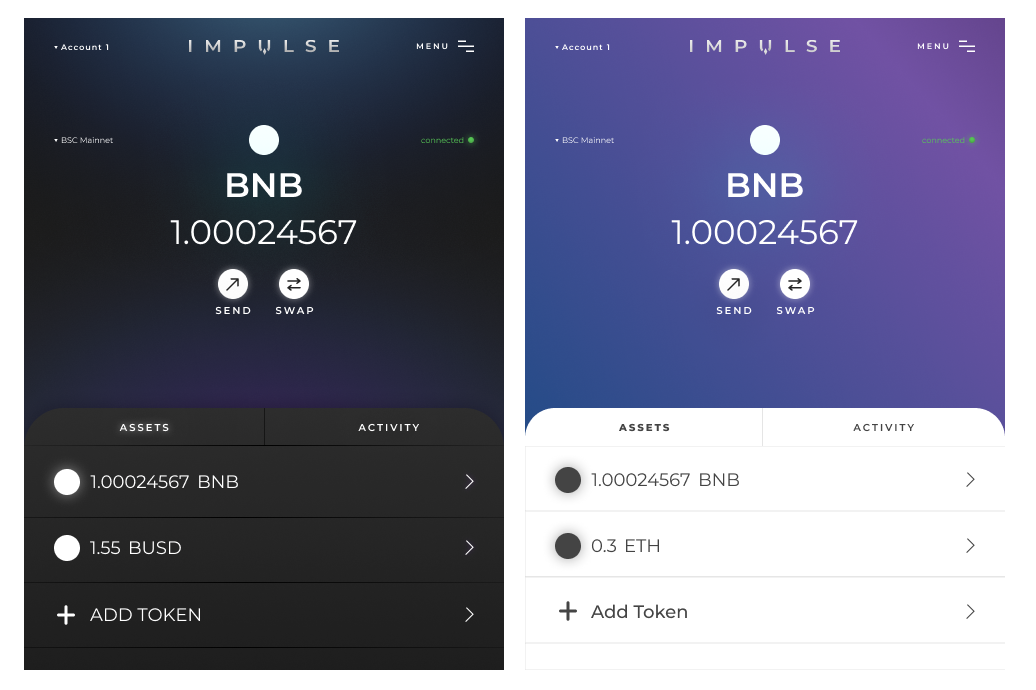 Account 1
IMPULSE
MENU
BSC Mainnet
connected
BNB
1.00024567
SEND
SWAP
ASSETS
ACTIVITY
1.00024567 BNB
1.55 BUSD
ADD TOKEN
Account 1
IMPULSE
MENU
BSC Mainnet
connected
BNB
1.00024567
SEND
SWAP
ASSETS
ACTIVITY
1.00024567 BNB
0.3 ETH
Add Token